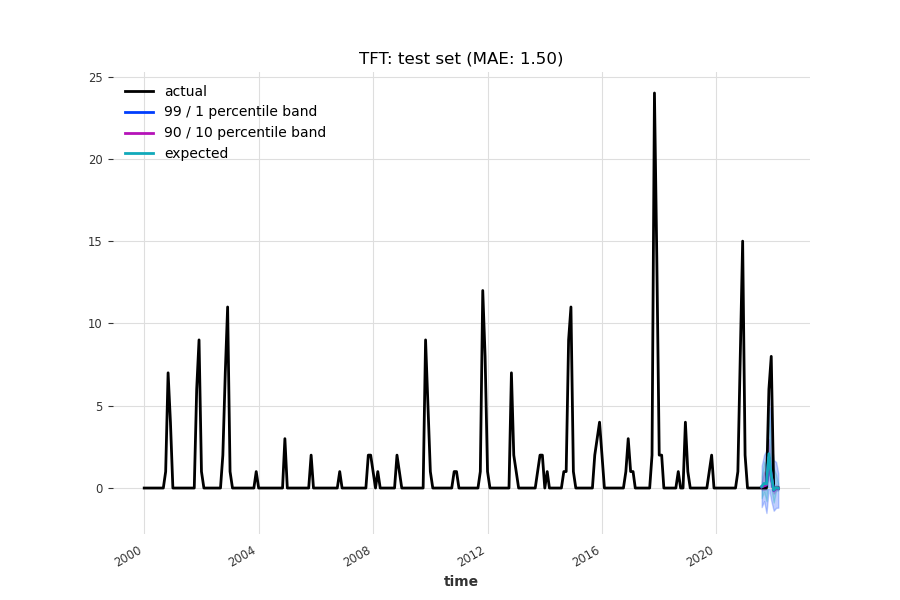 TFT: test set (MAE: 1.50)
25
20
15
10
5
0
actual
99 / 1 percentile band
90 / 10 percentile band
expected
2000
2004
2008
2012
2016
2020
time